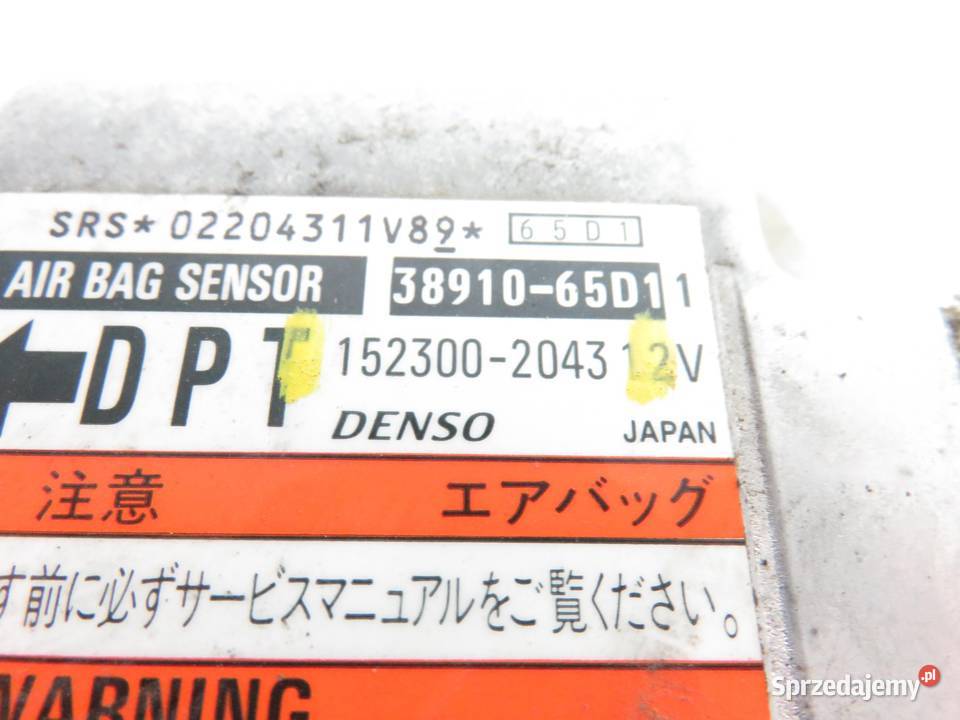 SRS*02204311V89* 65D1
AIR BAG SENSOR 38910-65D11
DPT 152300-2043 12V
DENSO JAPAN
注意 エアバッグ
す前に必ずサービスマニュアルをご覧ください。
WARNING
Sprzedajemy.pl